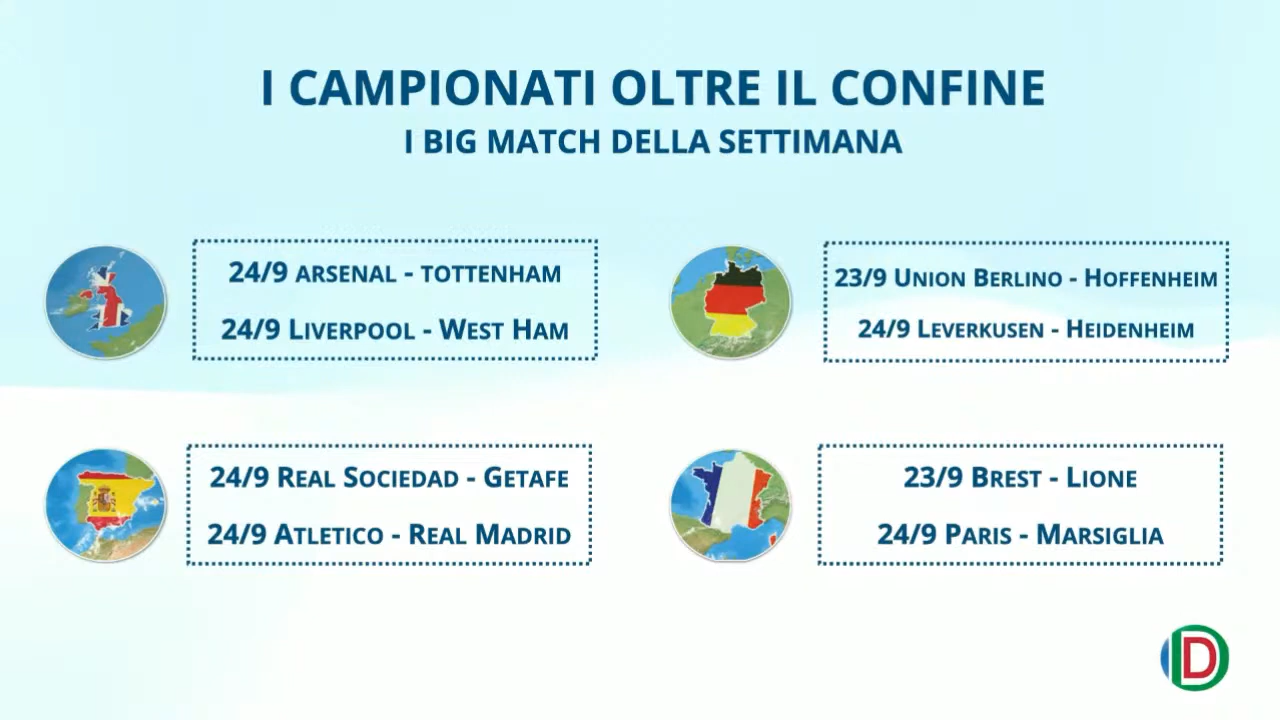 I CAMPIONATI OLTRE IL CONFINE
I BIG MATCH DELLA SETTIMANA
24/9 ARSENAL - TOTTENHAM
24/9 LIVERPOOL - WEST HAM
23/9 UNION BERLINO - HOFFENHEIM
24/9 LEVERKUSEN - HEIDENHEIM
24/9 REAL SOCIEDAD - GETAFE
24/9 ATLETICO - REAL MADRID
23/9 BREST - LIONE
24/9 PARIS - MARSIGLIA
D